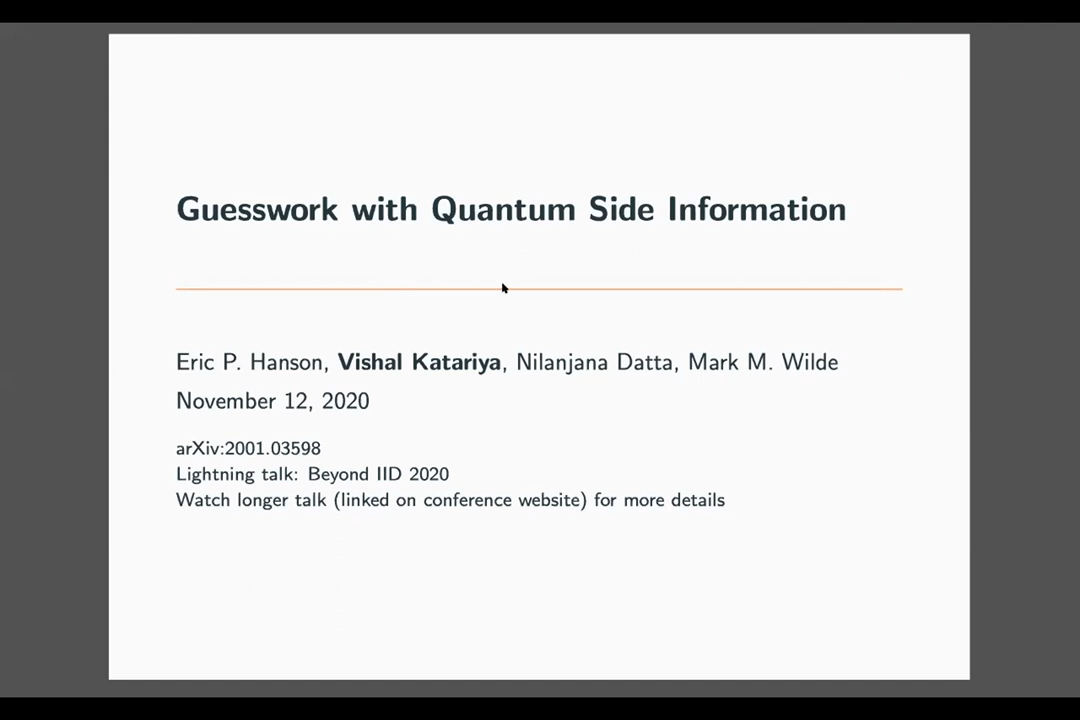 Guesswork with Quantum Side Information
Eric P. Hanson, Vishal Katariya, Nilanjana Datta, Mark M. Wilde
November 12, 2020
arXiv:2001.03598
Lightning talk: Beyond IID 2020
Watch longer talk (linked on conference website) for more details